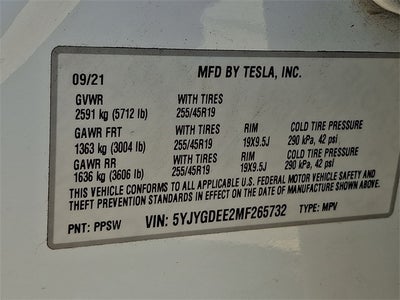 09/21 MFD BY TESLA, INC.
GVWR WITH TIRES
2591 kg (5712 lb) 255/45R19
GAWR FRT WITH TIRES RIM COLD TIRE PRESSURE
1363 kg (3004 lb) 255/45R19 19X9.5J 290 kPa, 42 psi
GAWR RR WITH TIRES RIM COLD TIRE PRESSURE
1636 kg (3606 lb) 255/45R19 19X9.5J 290 kPa, 42 psi
THIS VEHICLE CONFORMS TO ALL APPLICABLE U.S. FEDERAL MOTOR VEHICLE SAFETY AND
THEFT PREVENTION STANDARDS IN EFFECT ON THE DATE OF MANUFACTURE SHOWN ABOVE.
PNT: PPSW VIN: 5YJYGDEE2MF265732 TYPE: MPV